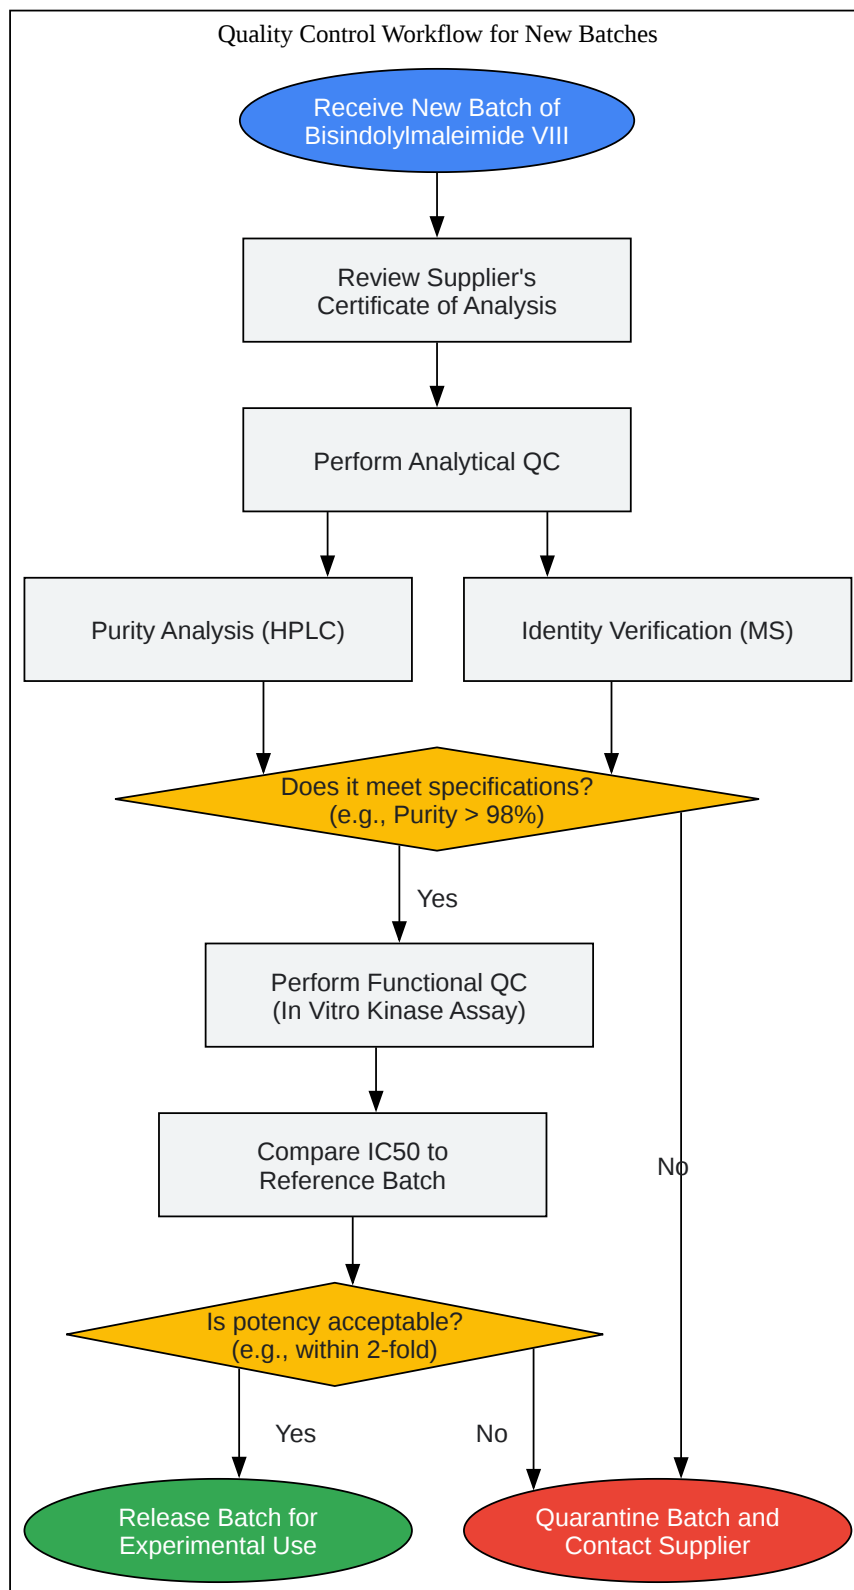 Quality Control Workflow for New Batches
Receive New Batch of
Bisindolylmaleimide VIII
Review Supplier's
Certificate of Analysis
Perform Analytical QC
Purity Analysis (HPLC)
Identity Verification (MS)
Does it meet specifications?
(e.g., Purity > 98%)
Yes
Perform Functional QC
(In Vitro Kinase Assay)
Compare IC50 to
Reference Batch
No
Is potency acceptable?
(e.g., within 2-fold)
Yes
No
Release Batch for
Experimental Use
Quarantine Batch and
Contact Supplier